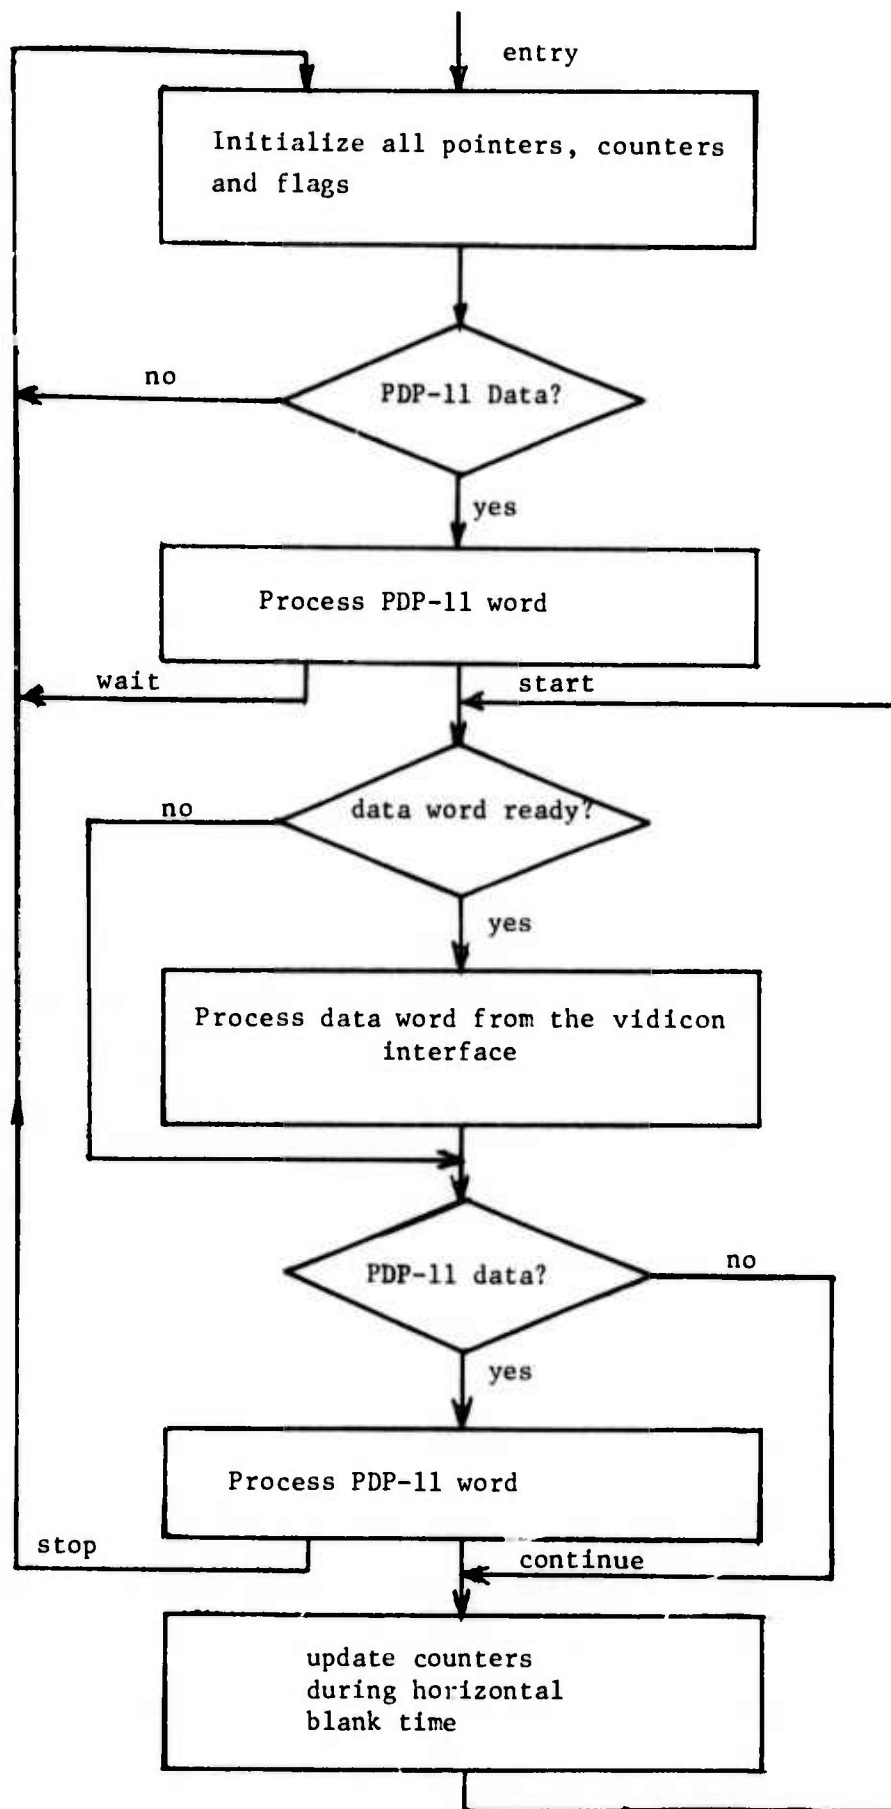 entry
Initialize all pointers, counters
and flags
no
PDP-11 Data?
yes
Process PDP-11 word
wait
start
no
data word ready?
yes
Process data word from the vidicon
interface
PDP-11 data?
no
yes
Process PDP-11 word
stop
continue
update counters
during horizontal
blank time